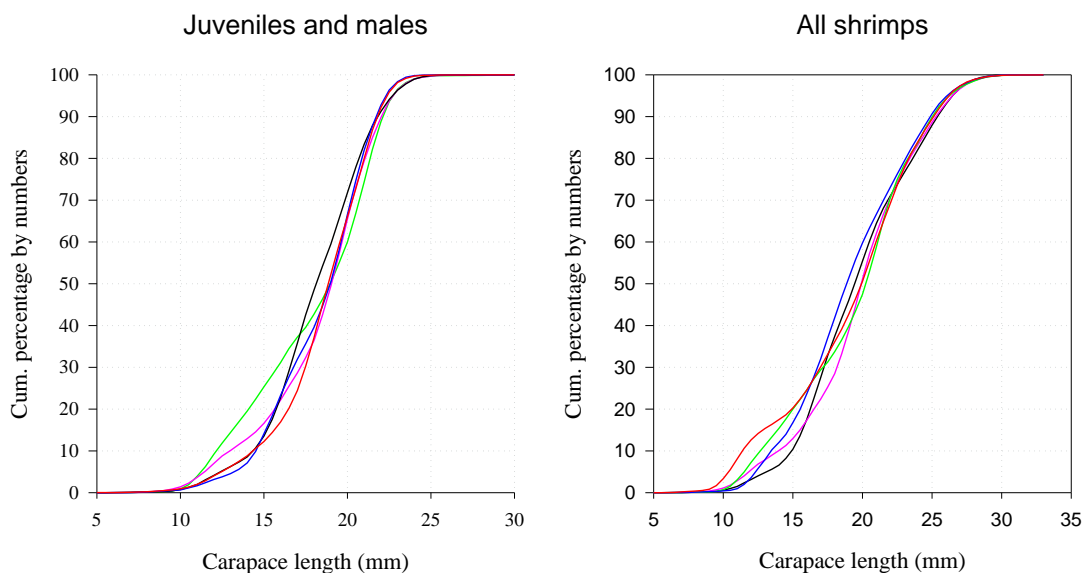 Juveniles and males
All shrimps
Cum. percentage by numbers
100
90
80
70
60
50
40
30
20
10
0
5 10 15 20 25 30
Carapace length (mm)
Cum. percentage by numbers
100
90
80
70
60
50
40
30
20
10
0
5 10 15 20 25 30 35
Carapace length (mm)